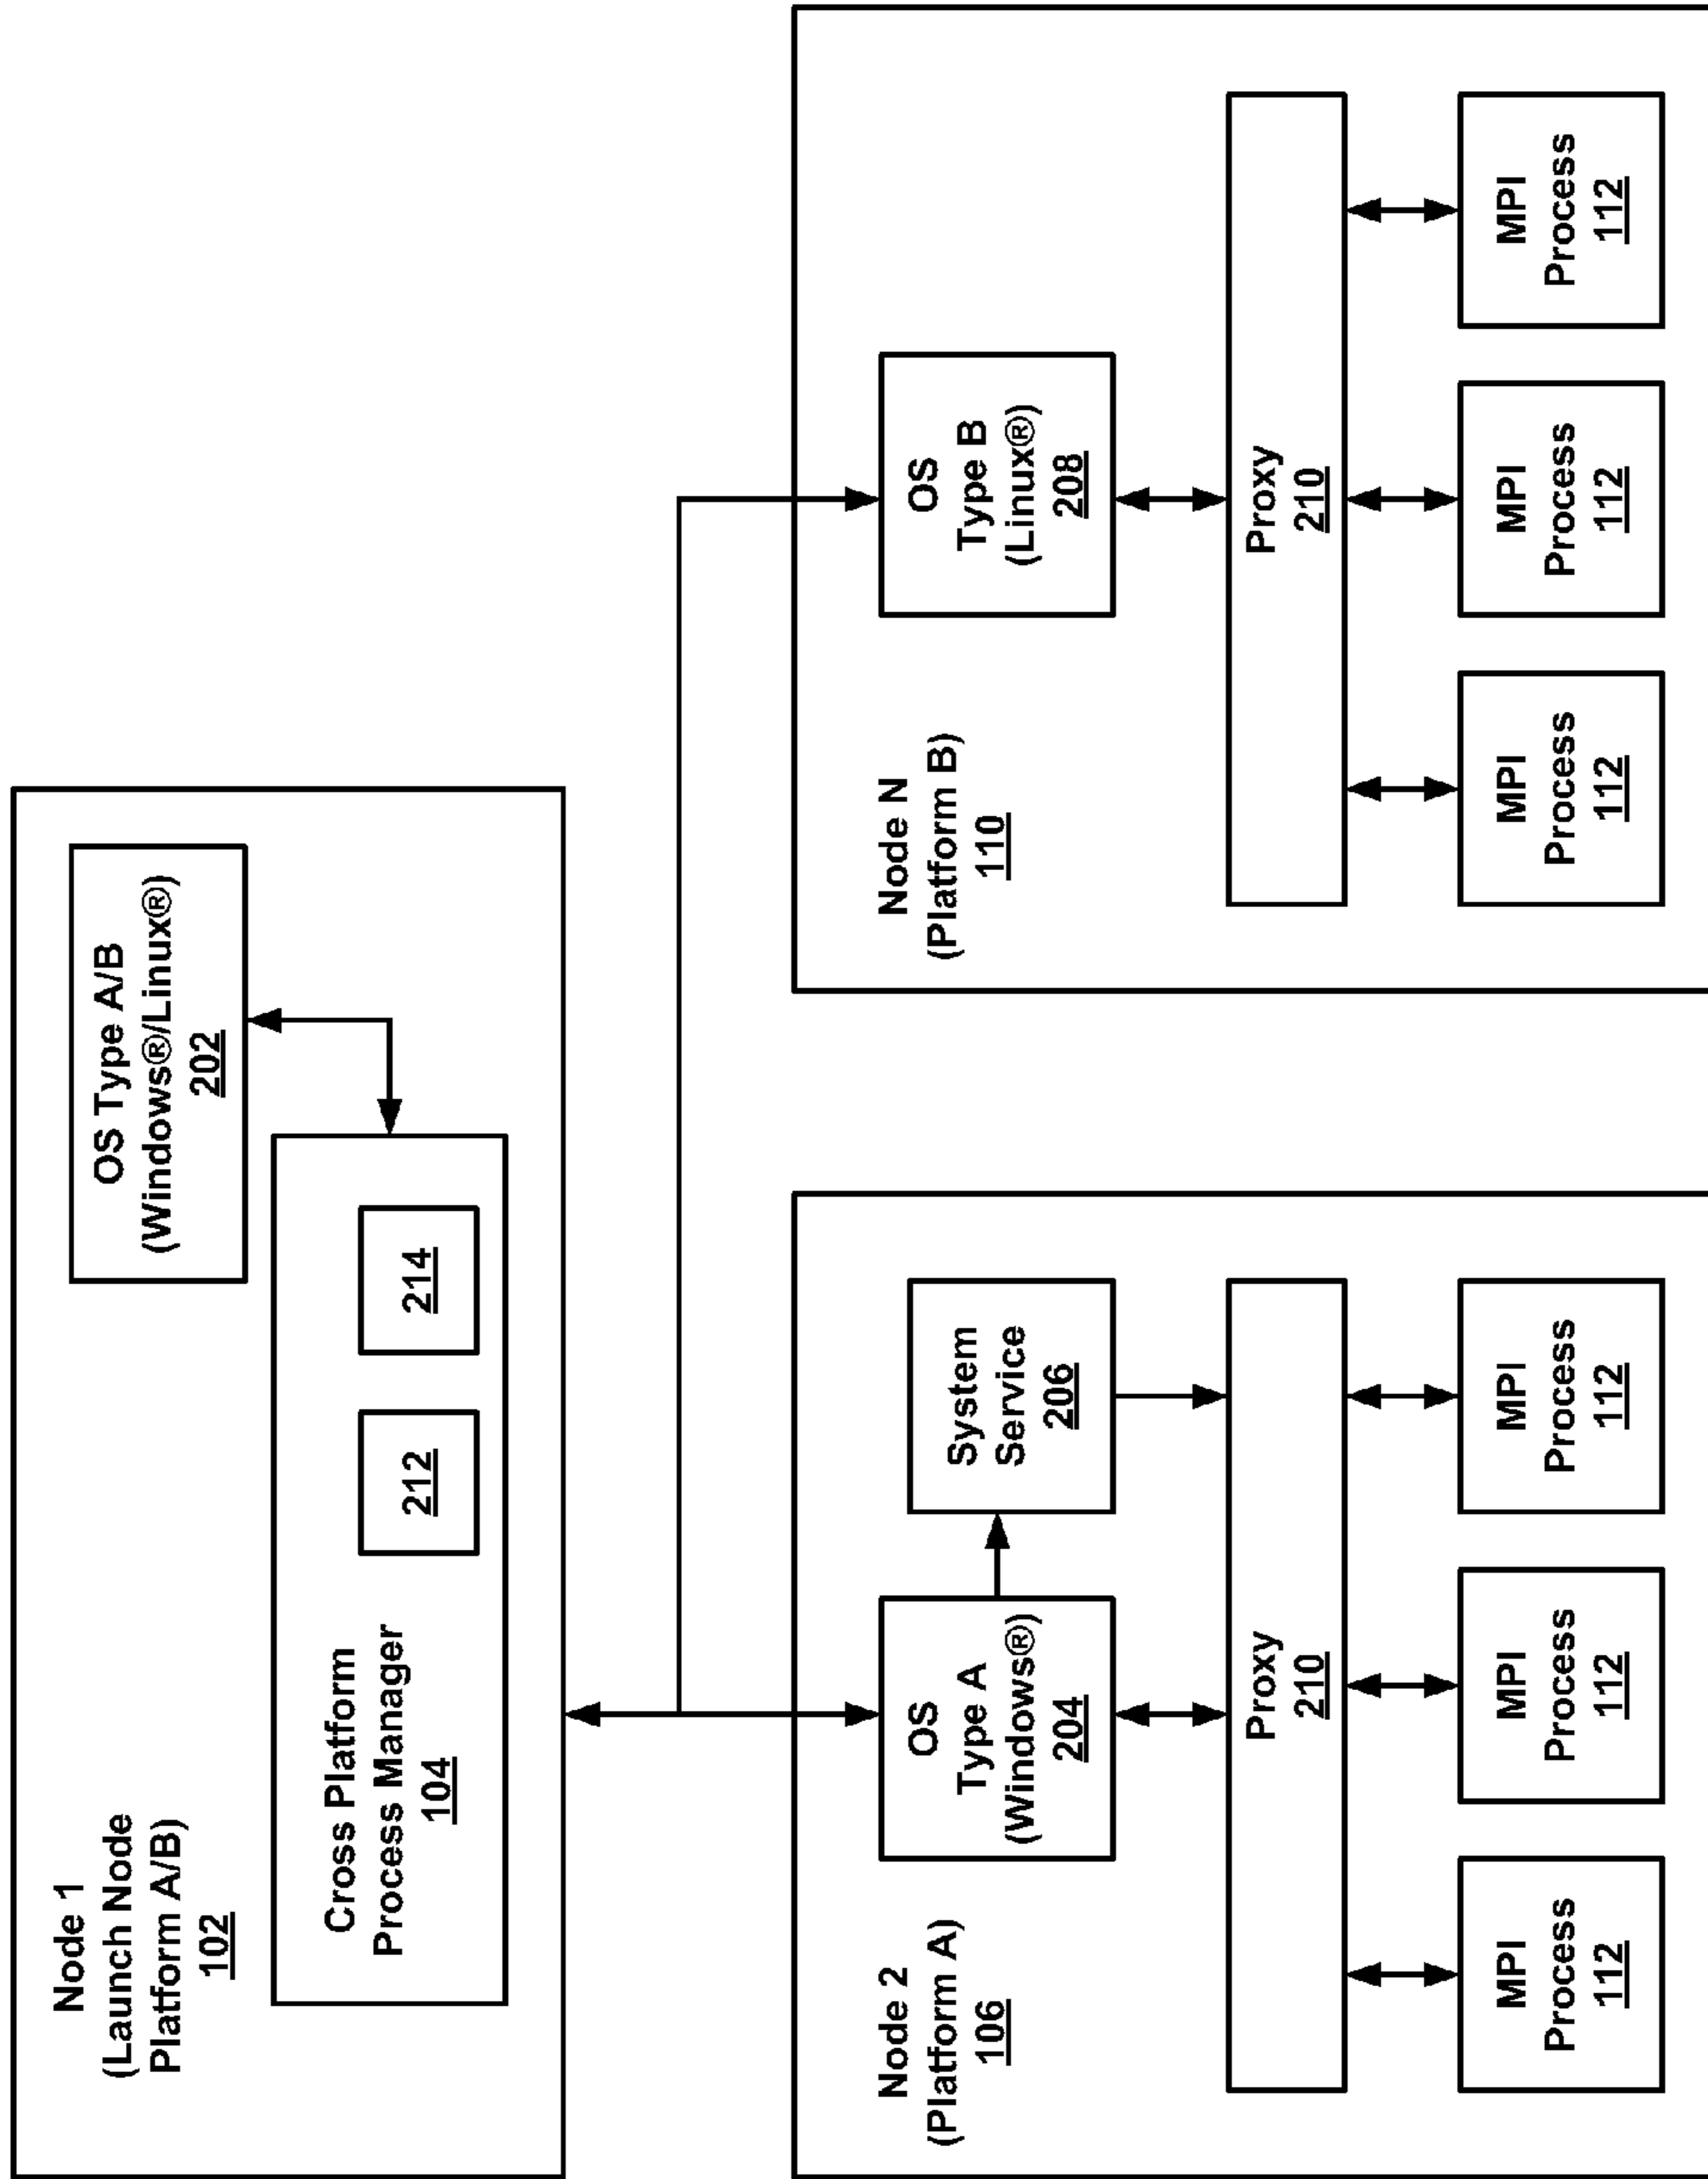 Node 1
(Launch Node
Platform A/B)
102
OS Type A/B
(Windows®/Linux®)
202
Cross Platform
Process Manager
104
212
214
Node 2
(Platform A)
106
OS
Type A
(Windows®)
204
System
Service
206
Proxy
210
MPI
Process
112
MPI
Process
112
MPI
Process
112
Node N
(Platform B)
110
OS
Type B
(Linux®)
208
Proxy
210
MPI
Process
112
MPI
Process
112
MPI
Process
112